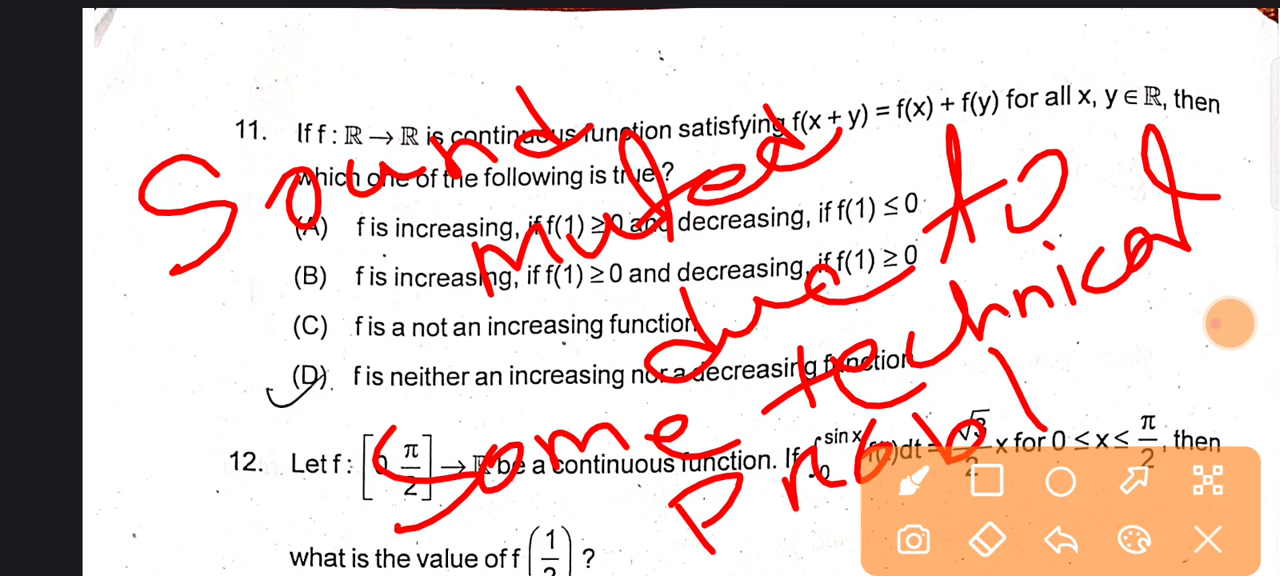 11. If f : ℝ → ℝ is continuous function satisfying f(x + y) = f(x) + f(y) for all x, y ∈ ℝ, then
which one of the following is true ?
(A) f is increasing, if f(1) ≥ 0 and decreasing, if f(1) ≤ 0
(B) f is increasing, if f(1) ≥ 0 and decreasing, if f(1) ≥ 0
(C) f is a not an increasing function
(D) f is neither an increasing nor a decreasing function
12. Let f : [0 π/2] → ℝ be a continuous function. If ∫₀^(sin x) f(t)dt = √3/2 x for 0 ≤ x ≤ π/2, then
what is the value of f (1/2) ?
Sound
muted
due to
some technical
probl